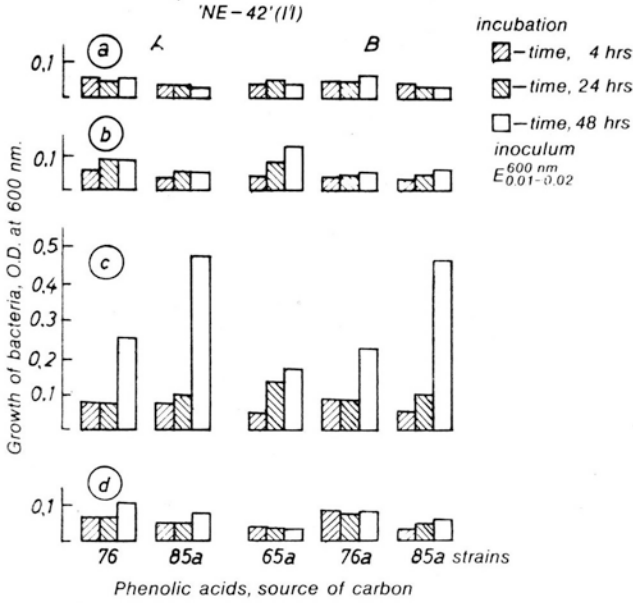 'NE-42'(I'I)
A B
incubation
a
0,1
-time, 4 hrs
-time, 24 hrs
-time, 48 hrs
b
0.1
inoculum
E 600 nm 0.01-0.02
Growth of bacteria, O.D. at 600 nm.
c
0,5
0.4
0.3
0.2
0.1
d
0,1
76 85a 65a 76a 85a strains
Phenolic acids, source of carbon